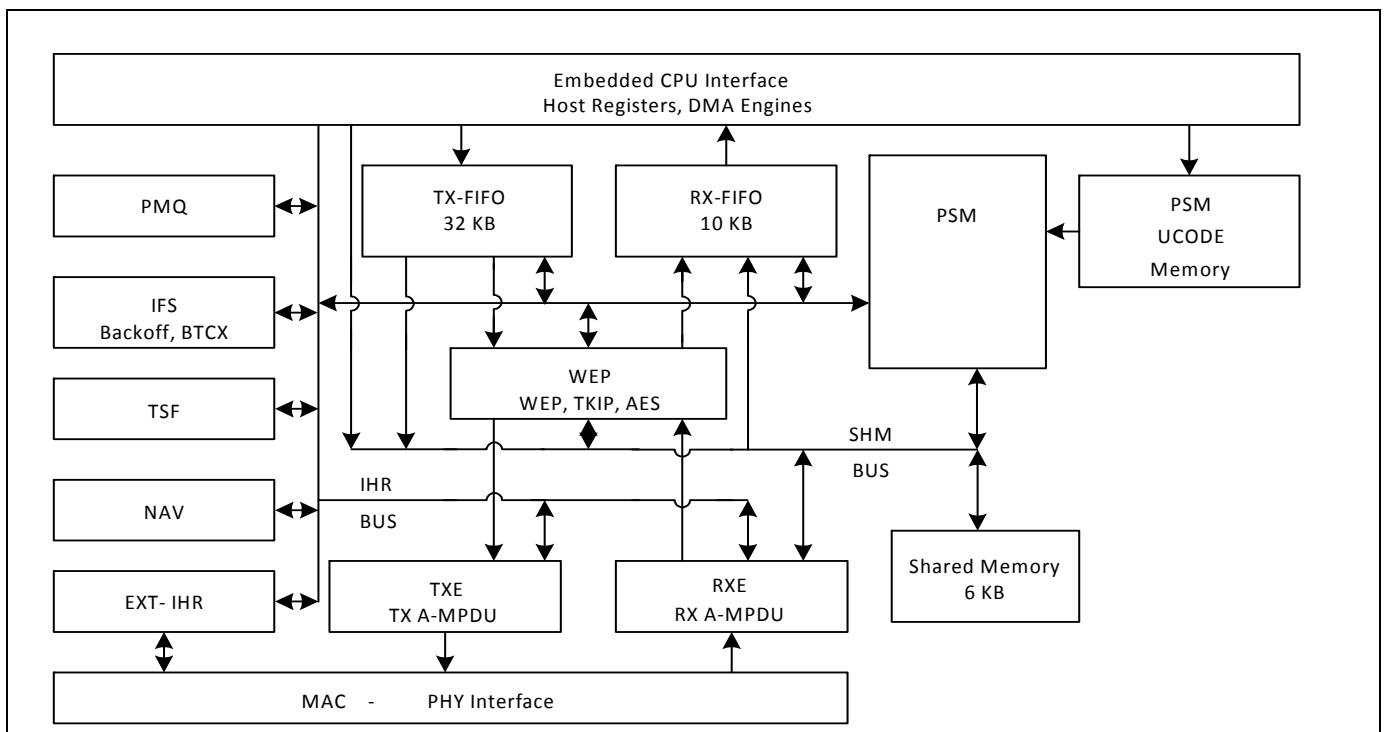 Embedded CPU Interface
Host Registers, DMA Engines
PMQ
TX-FIFO
32 KB
RX-FIFO
10 KB
PSM
PSM
UCODE
Memory
IFS
Backoff, BTCX
WEP
WEP, TKIP, AES
TSF
SHM
BUS
NAV
IHR
BUS
EXT- IHR
TXE
TX A-MPDU
RXE
RX A-MPDU
Shared Memory
6 KB
MAC - PHY Interface